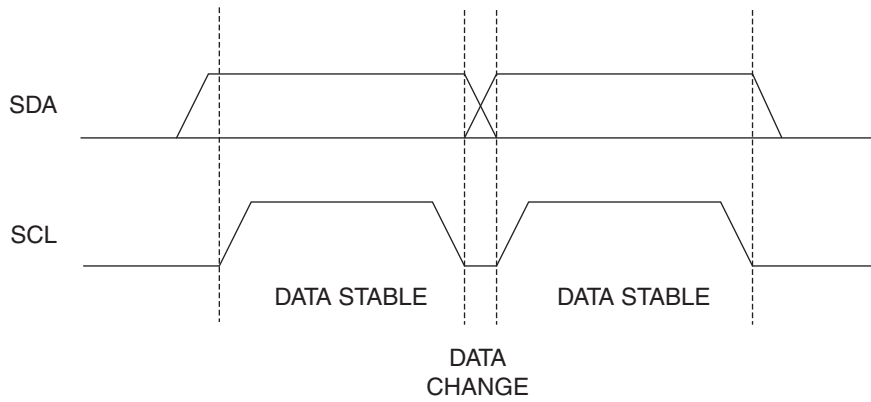 SDA
SCL
DATA STABLE
DATA STABLE
DATA
CHANGE